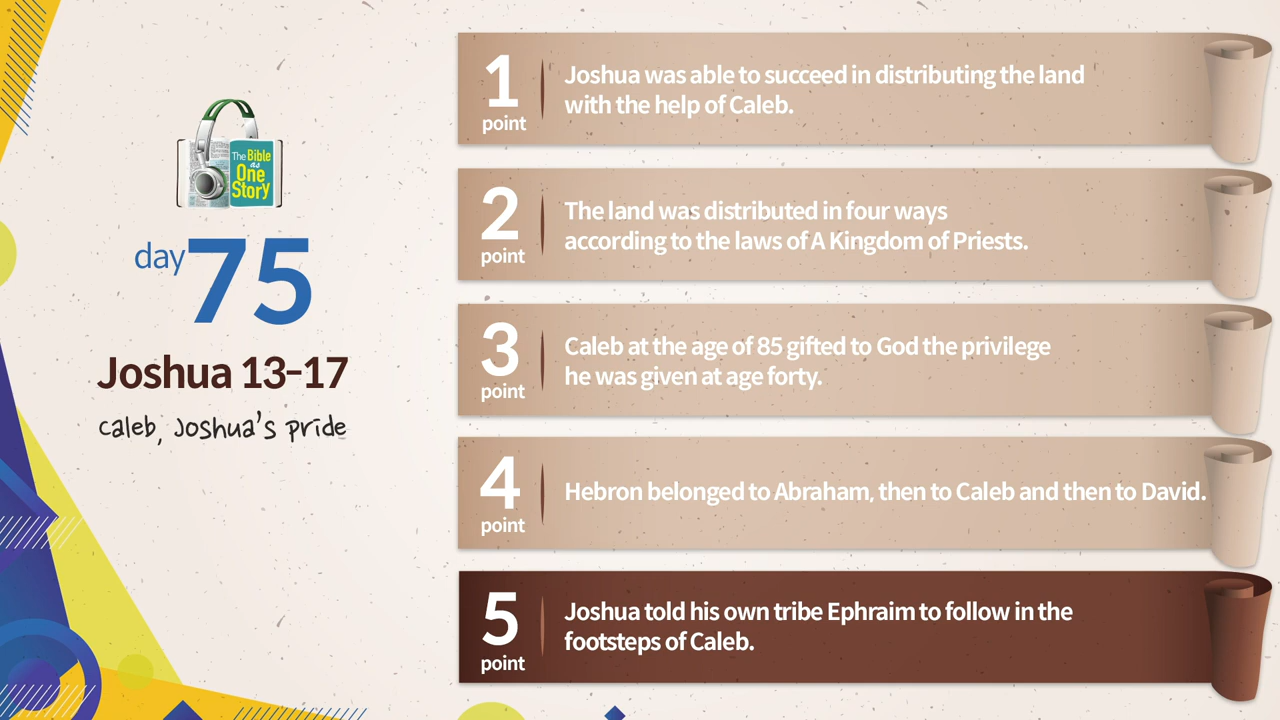 The Bible
as
One
Story
day 75
Joshua 13-17
Caleb, Joshua's pride
1
point
Joshua was able to succeed in distributing the land
with the help of Caleb.
2
point
The land was distributed in four ways
according to the laws of A Kingdom of Priests.
3
point
Caleb at the age of 85 gifted to God the privilege
he was given at age forty.
4
point
Hebron belonged to Abraham, then to Caleb and then to David.
5
point
Joshua told his own tribe Ephraim to follow in the
footsteps of Caleb.